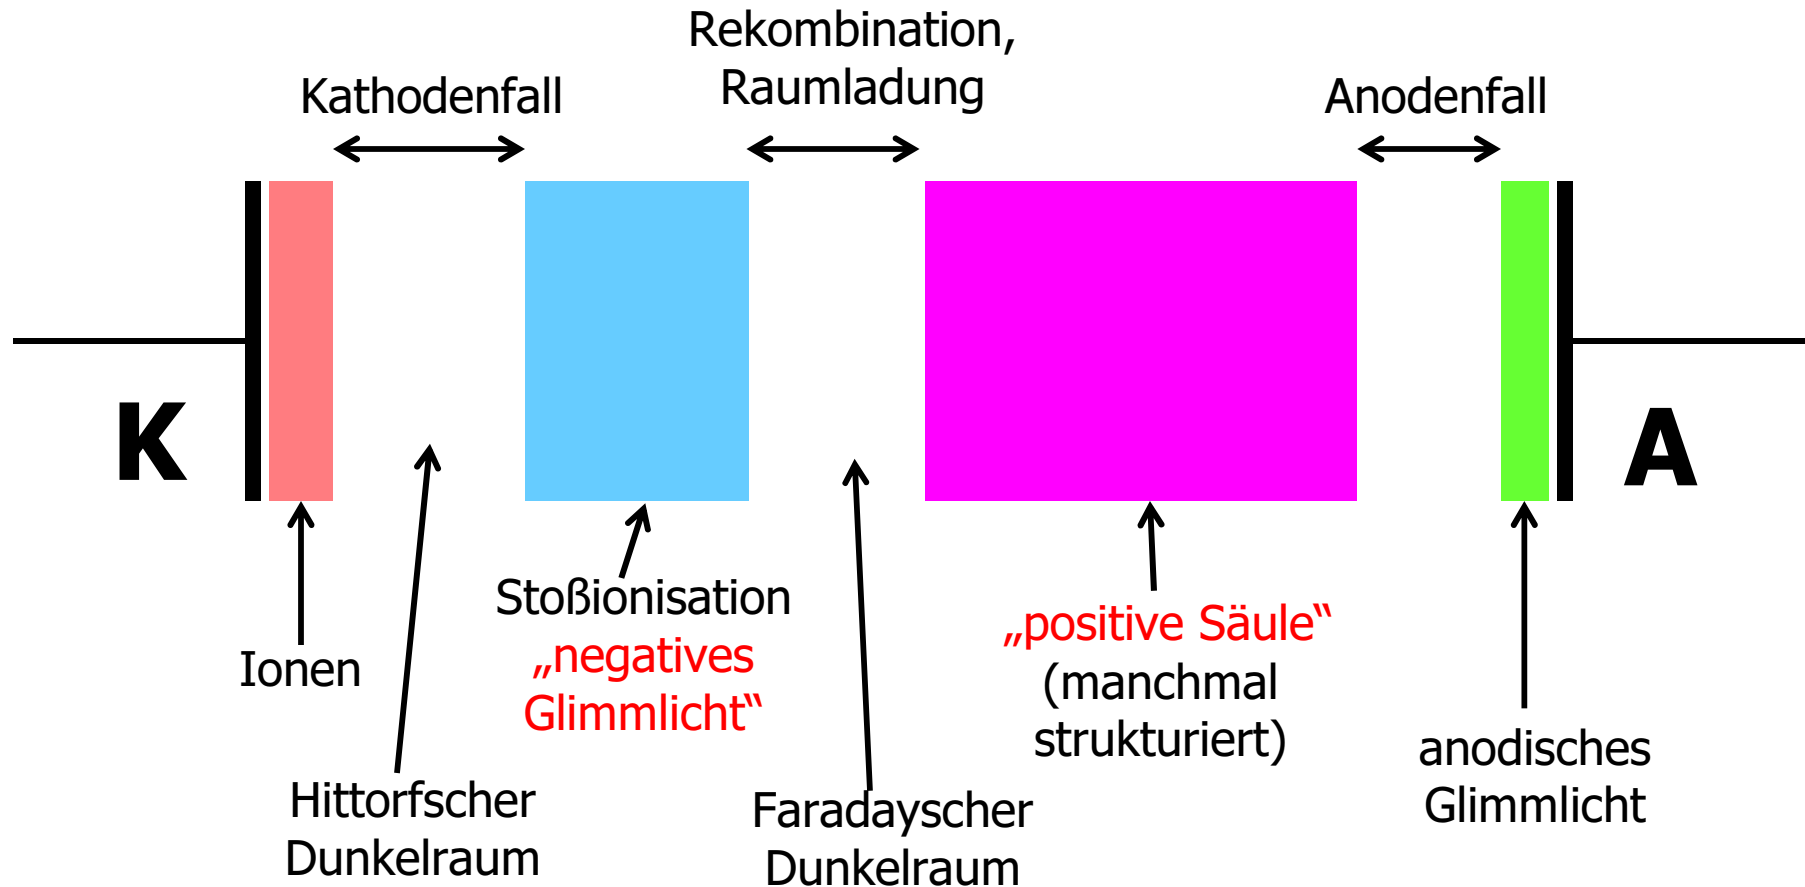 Rekombination,
Raumladung
Kathodenfall
Anodenfall
K
A
Ionen
Hittorfscher
Dunkelraum
Stoßionisation
„negatives
Glimmlicht“
Faradayscher
Dunkelraum
„positive Säule“
(manchmal
strukturiert)
anodisches
Glimmlicht